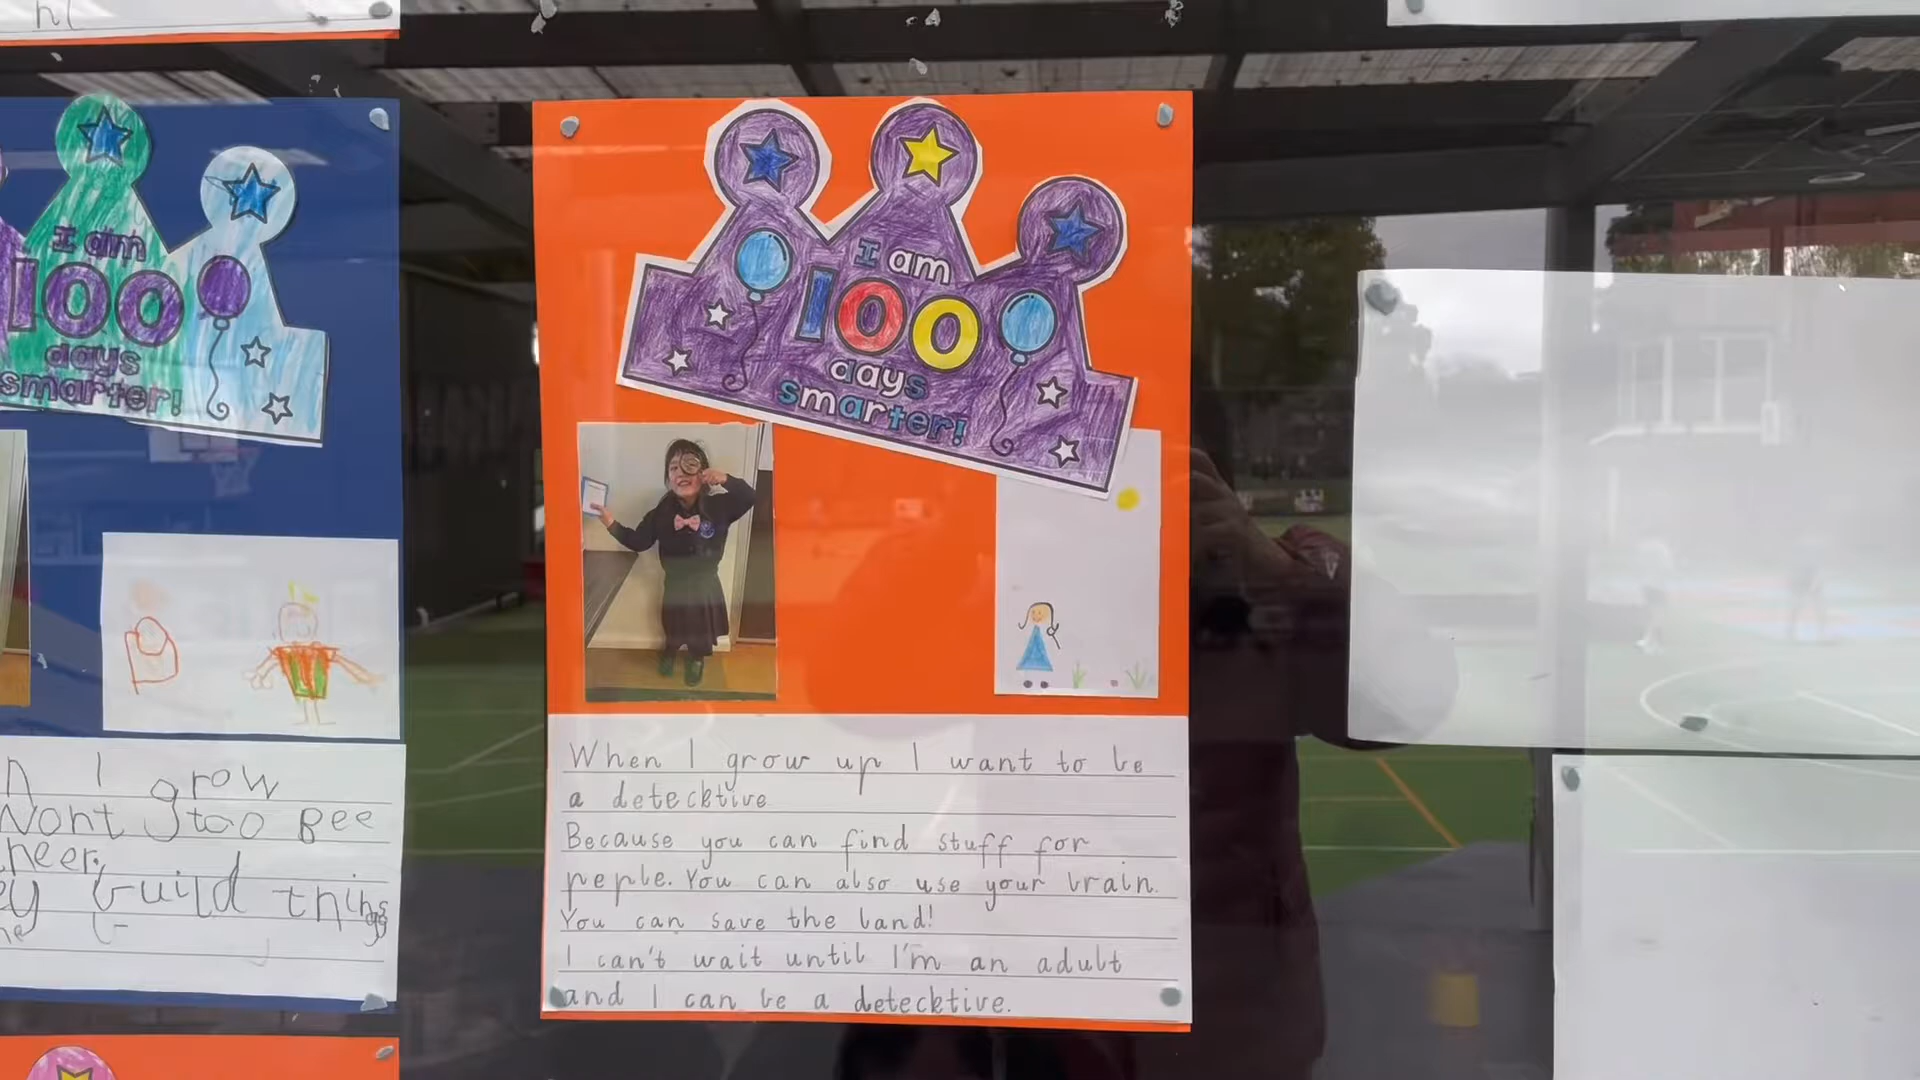 I am
100
days
smarter!
I am
100
days
smarter!
When I grow up I want to be
a detecktive
Because you can find stuff for
peple. You can also use your brain.
You can save the land!
I can't wait until I'm an adult
and I can be a detecktive.
I grow
Wont too Bee
neer.
build things